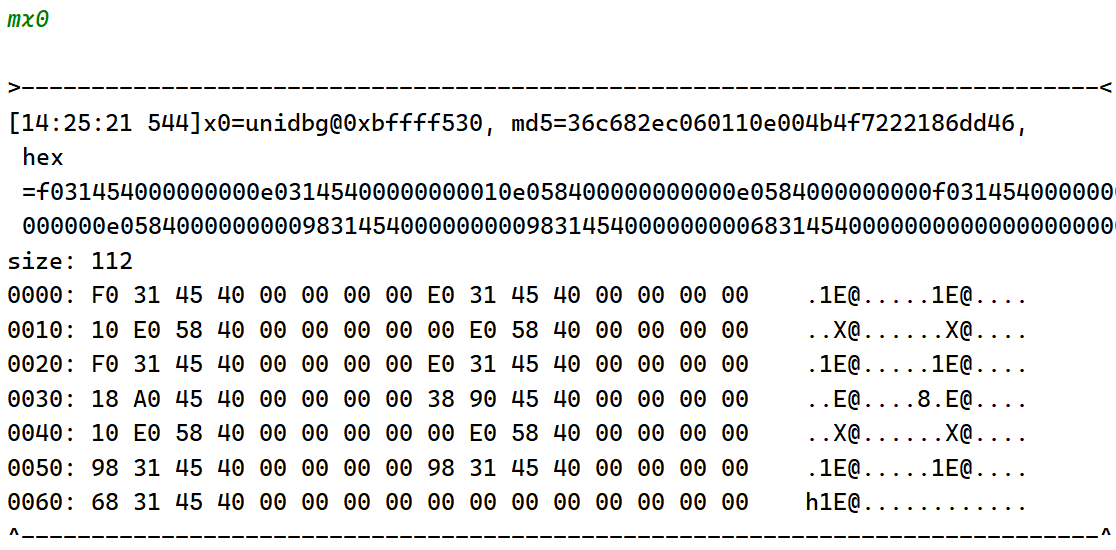 mx0
>-----------------------------------------------------------------------------<
[14:25:21 544]x0=unidbg@0xbffff530, md5=36c682ec060110e004b4f7222186dd46,
hex
=f031454000000000e03145400000000010e058400000000000e0584000000000f0314540000000
000000e058400000000098314540000000009831454000000000683145400000000000000000000
size: 112
0000: F0 31 45 40 00 00 00 00 E0 31 45 40 00 00 00 00    .1E@.....1E@....
0010: 10 E0 58 40 00 00 00 00 00 E0 58 40 00 00 00 00    ..X@......X@....
0020: F0 31 45 40 00 00 00 00 E0 31 45 40 00 00 00 00    .1E@.....1E@....
0030: 18 A0 45 40 00 00 00 00 38 90 45 40 00 00 00 00    ..E@....8.E@....
0040: 10 E0 58 40 00 00 00 00 00 E0 58 40 00 00 00 00    ..X@......X@....
0050: 98 31 45 40 00 00 00 00 98 31 45 40 00 00 00 00    .1E@.....1E@....
0060: 68 31 45 40 00 00 00 00 00 00 00 00 00 00 00 00    h1E@............
^-----------------------------------------------------------------------------^